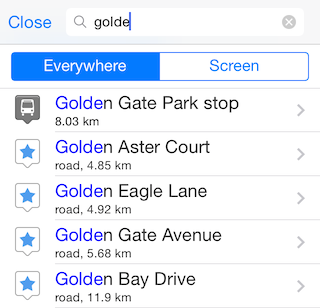 Close golde
Everywhere Screen
Golden Gate Park stop
8.03 km
Golden Aster Court
road, 4.85 km
Golden Eagle Lane
road, 4.92 km
Golden Gate Avenue
road, 5.68 km
Golden Bay Drive
road, 11.9 km